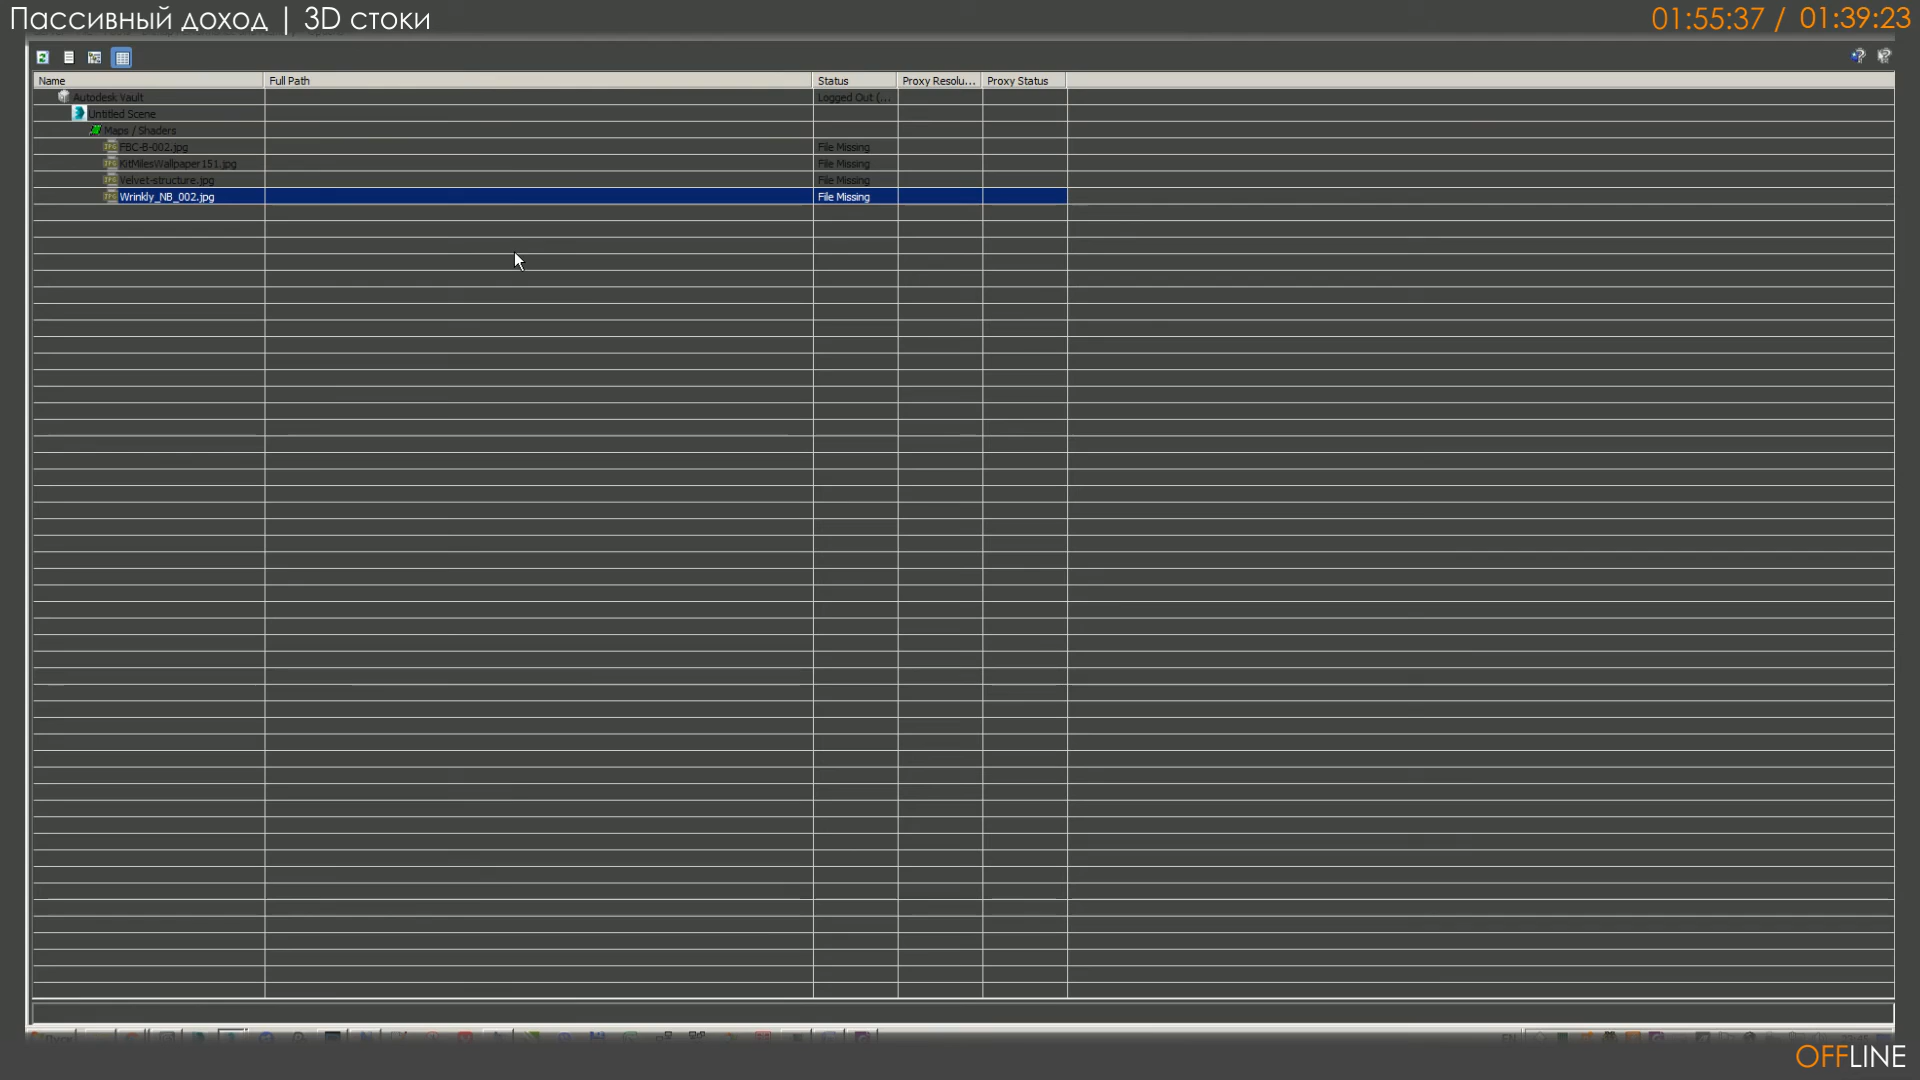 Пассивный доход | 3D стоки
01:55:37 / 01:39:23
Name Full Path Status Proxy Resolu... Proxy Status
Autodesk Vault Logged Out (...
Untitled Scene
Maps / Shaders
FBC-B-002.jpg File Missing
KitMilesWallpaper151.jpg File Missing
Velvet-structure.jpg File Missing
Wrinkly_NB_002.jpg File Missing
EN
OFFLINE